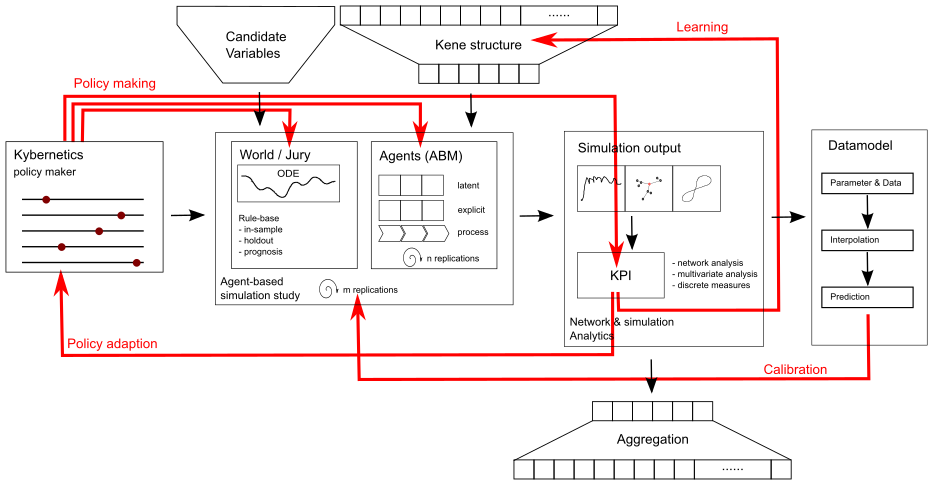 Candidate
Variables
......
Kene structure
Learning
Policy making
Kybernetics
policy maker
World / Jury
ODE
Rule-base
- in-sample
- holdout
- prognosis
Agents (ABM)
latent
explicit
process
n replications
Agent-based
simulation study
m replications
Simulation output
KPI
- network analysis
- multivariate analysis
- discrete measures
Network & simulation
Analytics
Datamodel
Parameter & Data
Interpolation
Prediction
Policy adaption
Calibration
Aggregation
......